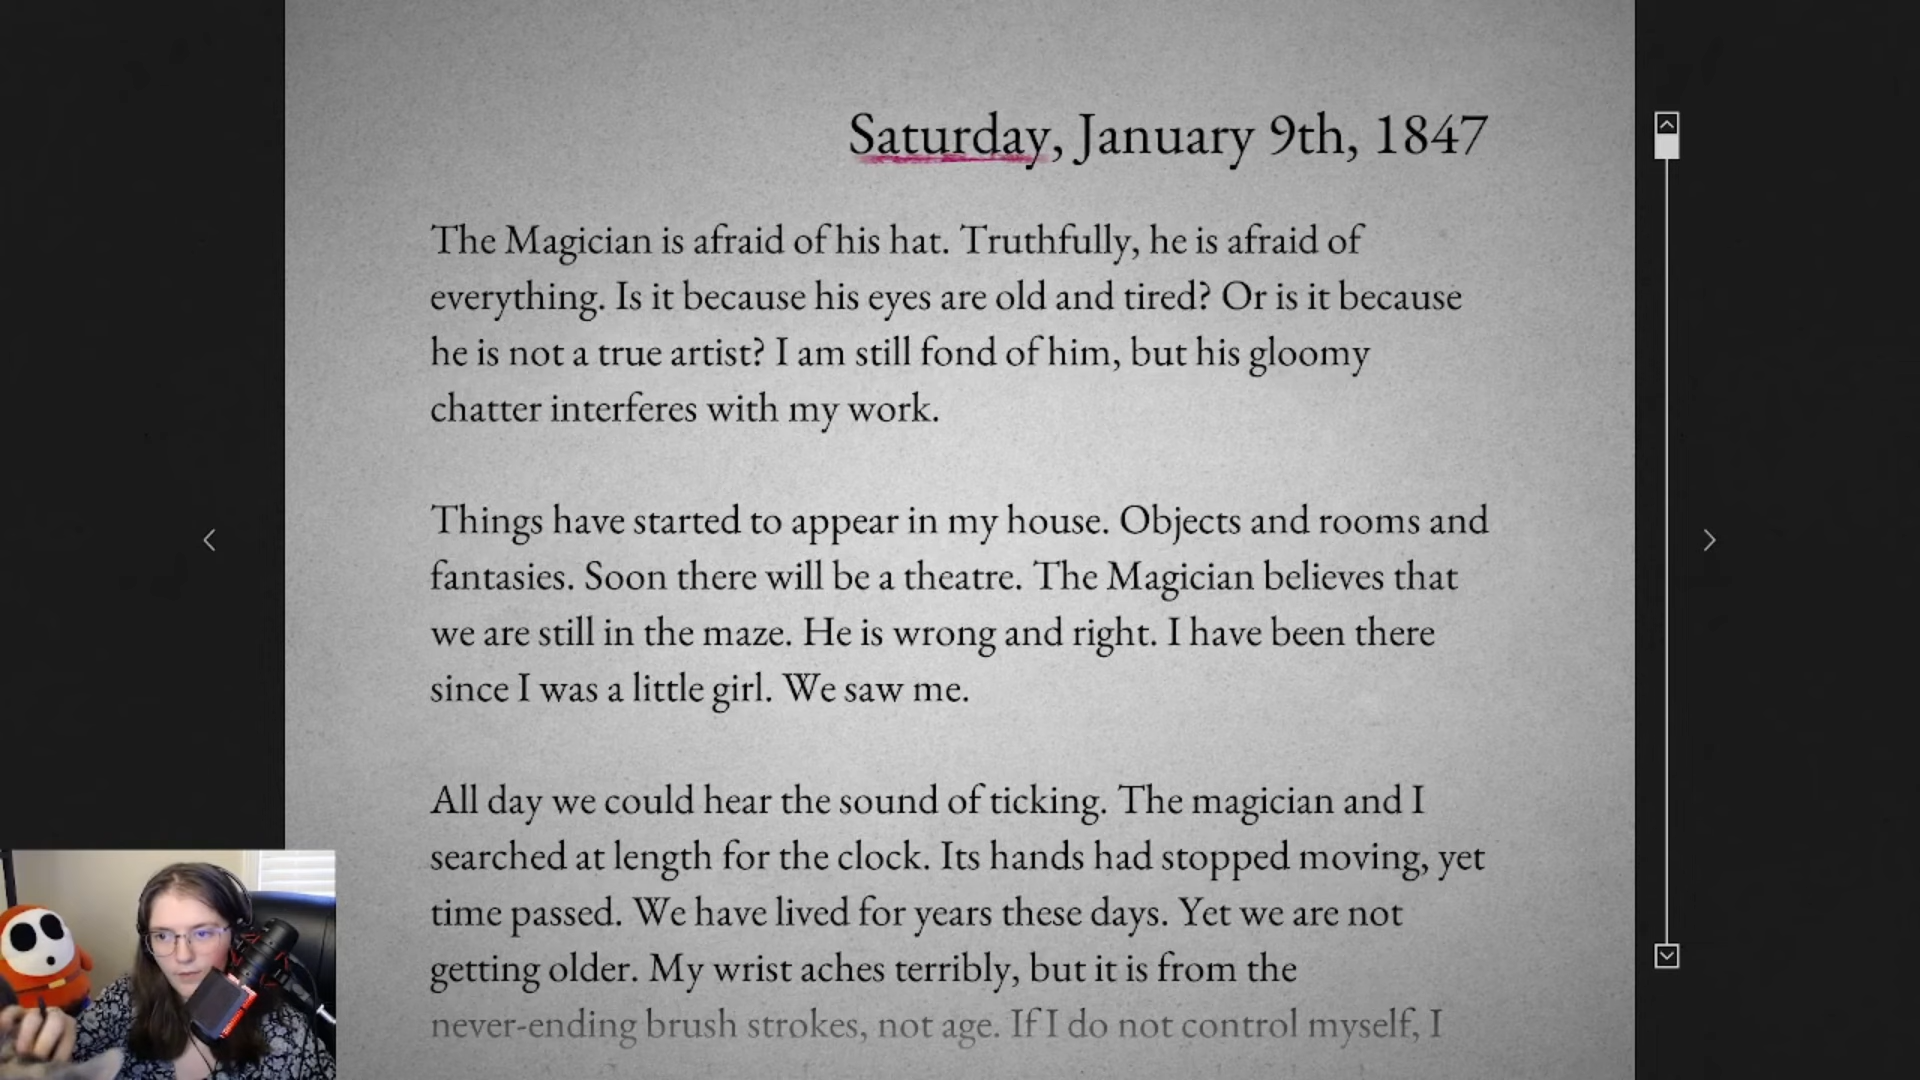 Saturday, January 9th, 1847
The Magician is afraid of his hat. Truthfully, he is afraid of
everything. Is it because his eyes are old and tired? Or is it because
he is not a true artist? I am still fond of him, but his gloomy
chatter interferes with my work.
Things have started to appear in my house. Objects and rooms and
fantasies. Soon there will be a theatre. The Magician believes that
we are still in the maze. He is wrong and right. I have been there
since I was a little girl. We saw me.
All day we could hear the sound of ticking. The magician and I
searched at length for the clock. Its hands had stopped moving, yet
time passed. We have lived for years these days. Yet we are not
getting older. My wrist aches terribly, but it is from the
never-ending brush strokes, not age. If I do not control myself, I